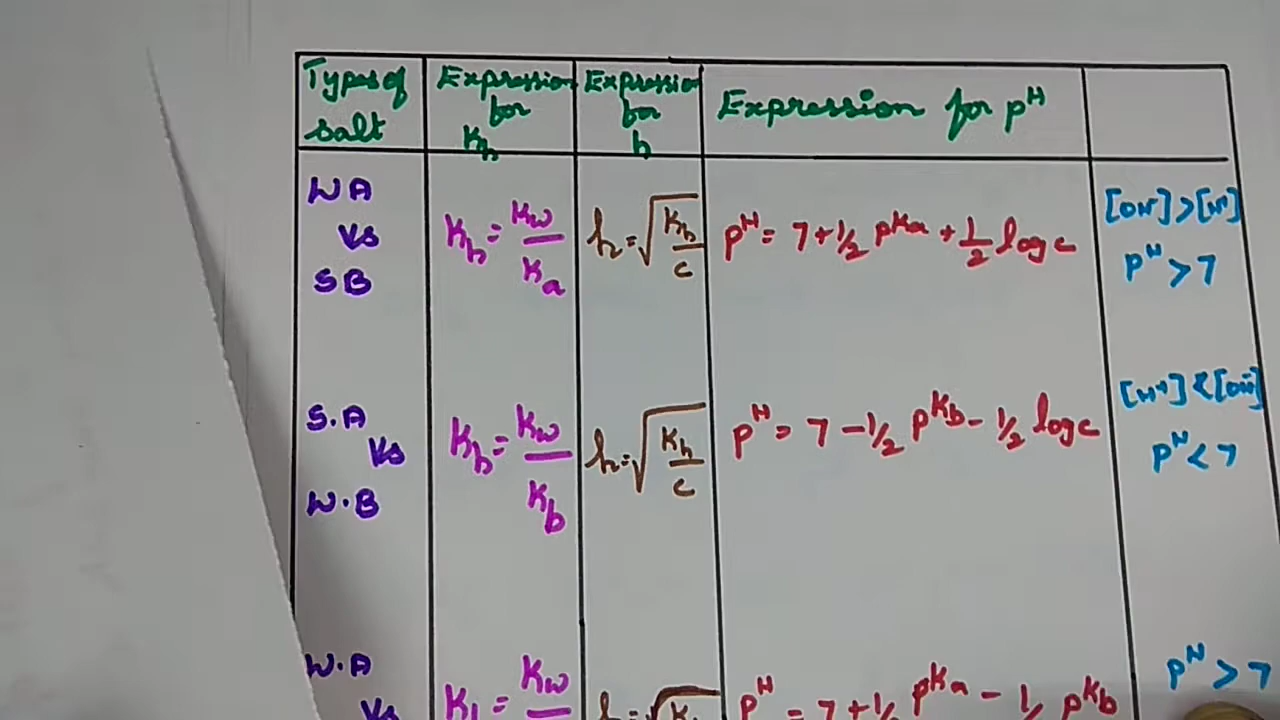 Types of salt | Expression for Kh | Expression for h | Expression for pH
WA Vs SB | Kh = Kw/Ka | h = √(Kh/c) | pH = 7 + 1/2 pKa + 1/2 log c | [OH-] > [H+] pH > 7
S.A Vs W.B | Kh = Kw/Kb | h = √(Kh/c) | pH = 7 - 1/2 pKb - 1/2 log c | pH < 7
W.A Vs | Kw | pH = 7 + 1/2 pKa - 1/2 pKb | pH > 7